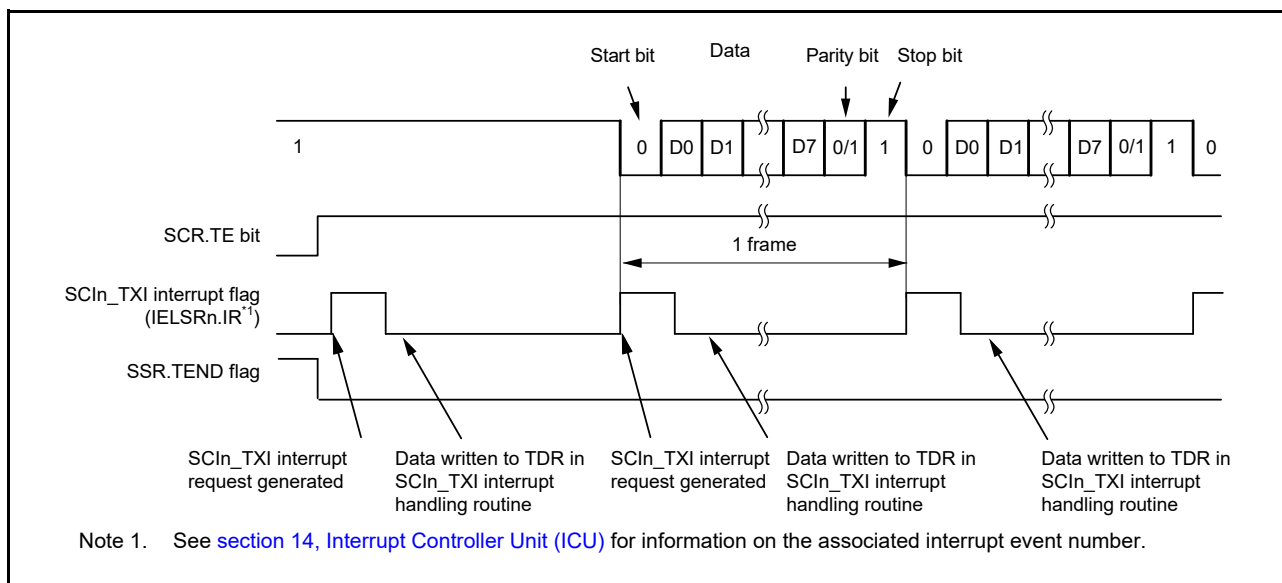 Start bit Data Parity bit Stop bit
1 0 D0 D1 D7 0/1 1 0 D0 D1 D7 0/1 1 0
SCR.TE bit
1 frame
SCIn_TXI interrupt flag
(IELSRn.IR*1)
SSR.TEND flag
SCIn_TXI interrupt
request generated
Data written to TDR in
SCIn_TXI interrupt
handling routine
SCIn_TXI interrupt
request generated
Data written to TDR in
SCIn_TXI interrupt
handling routine
Data written to TDR in
SCIn_TXI interrupt
handling routine
Note 1. See section 14, Interrupt Controller Unit (ICU) for information on the associated interrupt event number.